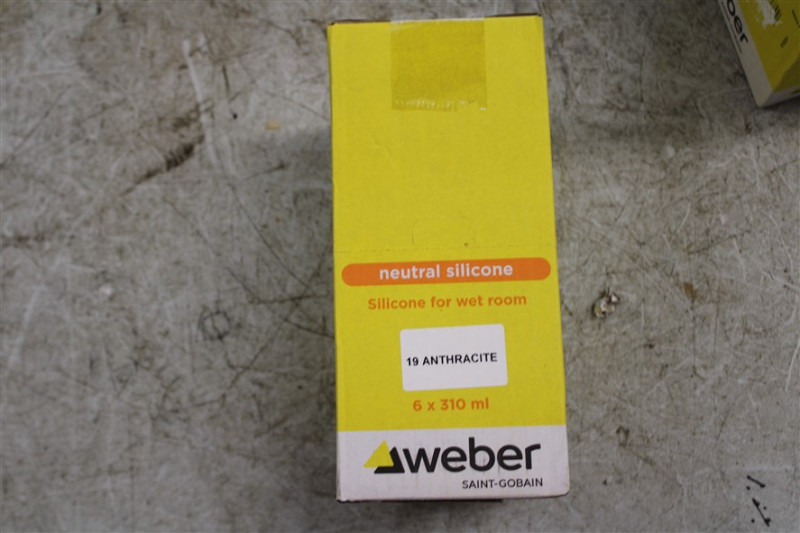 neutral silicone
Silicone for wet room
19 ANTHRACITE
6 x 310 ml
weber
SAINT-GOBAIN